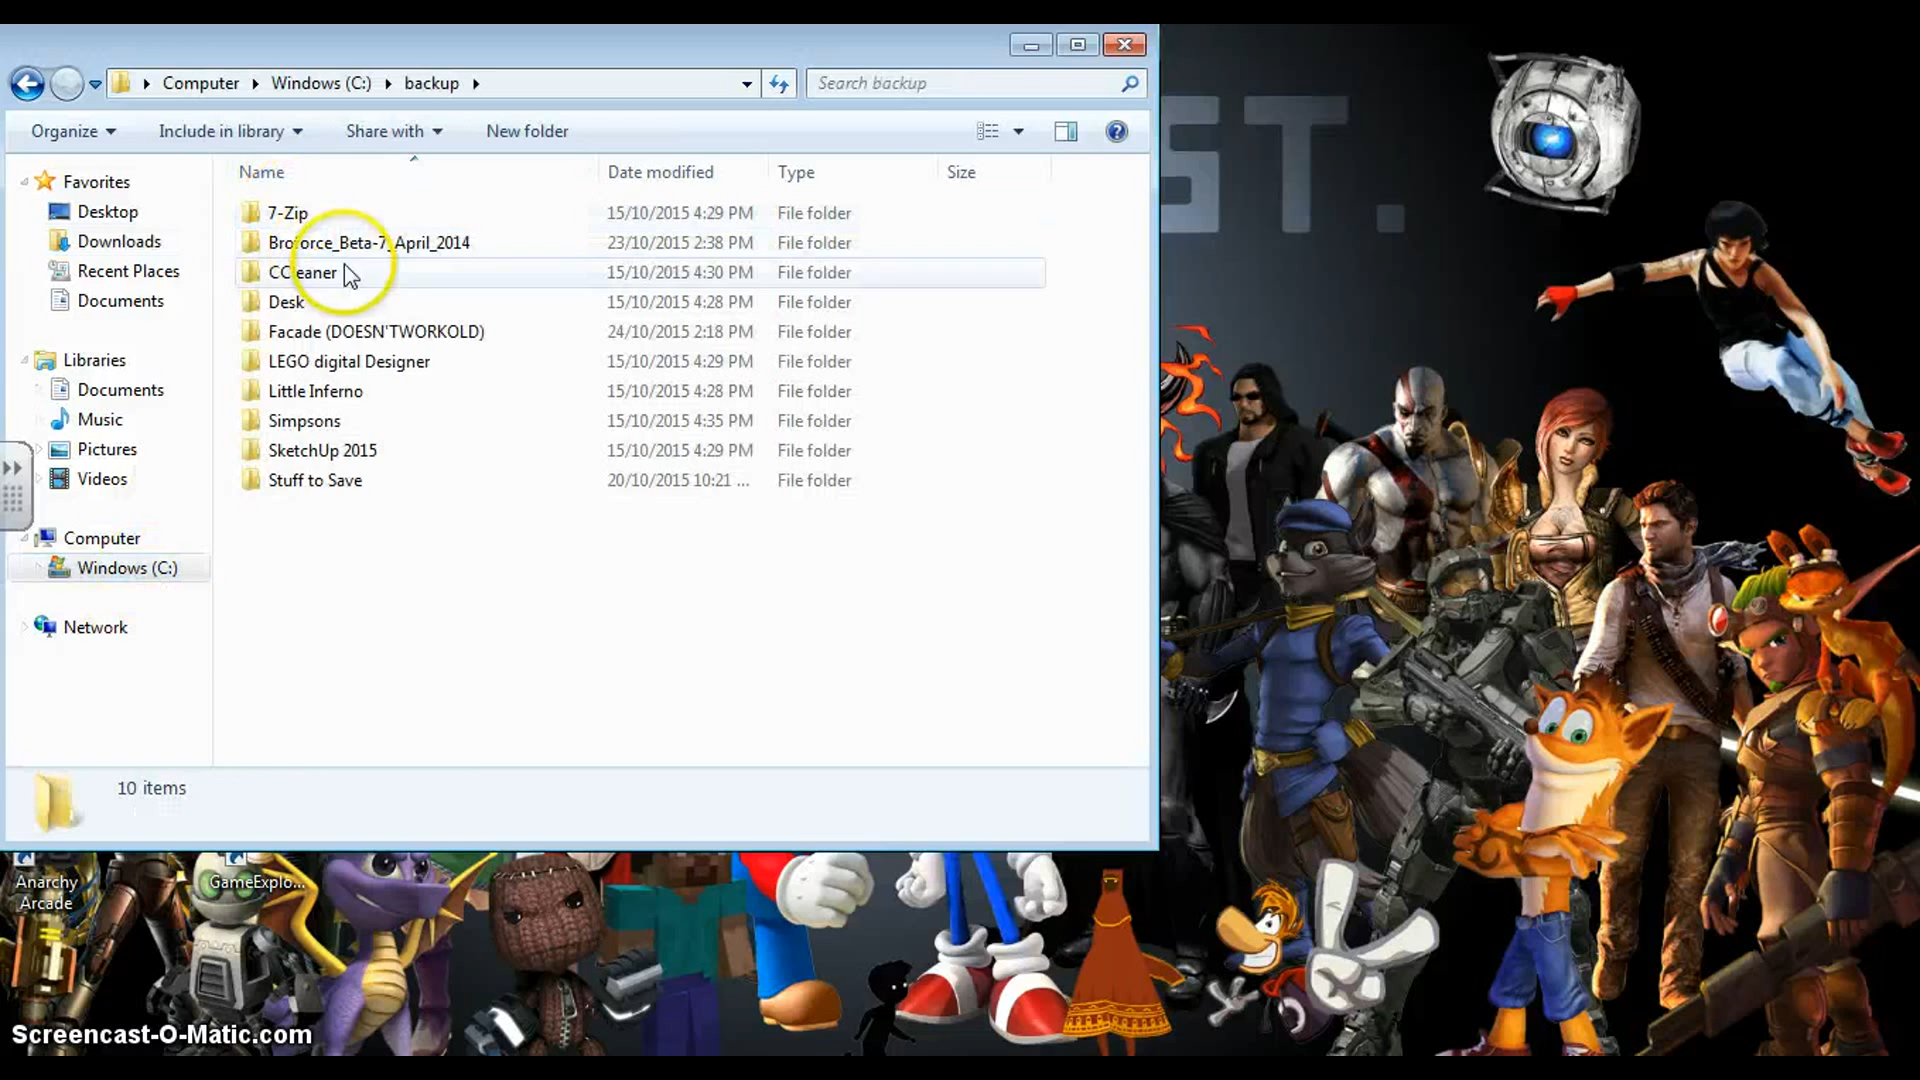 Computer Windows (C:) backup
Search backup
Organize Include in library Share with New folder
Name Date modified Type Size
Favorites
Desktop
Downloads
Recent Places
Documents
Libraries
Documents
Music
Pictures
Videos
Computer
Windows (C:)
Network
7-Zip 15/10/2015 4:29 PM File folder
Broforce_Beta-7_April_2014 23/10/2015 2:38 PM File folder
CCleaner 15/10/2015 4:30 PM File folder
Desk 15/10/2015 4:28 PM File folder
Facade (DOESN'TWORKOLD) 24/10/2015 2:18 PM File folder
LEGO digital Designer 15/10/2015 4:29 PM File folder
Little Inferno 15/10/2015 4:28 PM File folder
Simpsons 15/10/2015 4:35 PM File folder
SketchUp 2015 15/10/2015 4:29 PM File folder
Stuff to Save 20/10/2015 10:21 ... File folder
10 items
ST.
Anarchy
Arcade
GameExplo...
Screencast-O-Matic.com